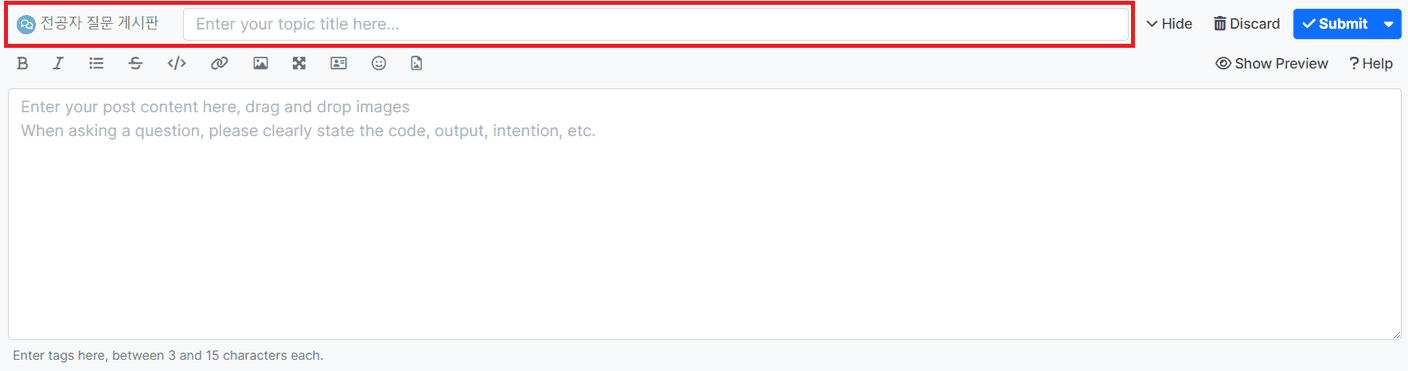 전공자 질문 게시판 Enter your topic title here... Hide Discard Submit
B I S </> Show Preview ? Help
Enter your post content here, drag and drop images
When asking a question, please clearly state the code, output, intention, etc.
Enter tags here, between 3 and 15 characters each.